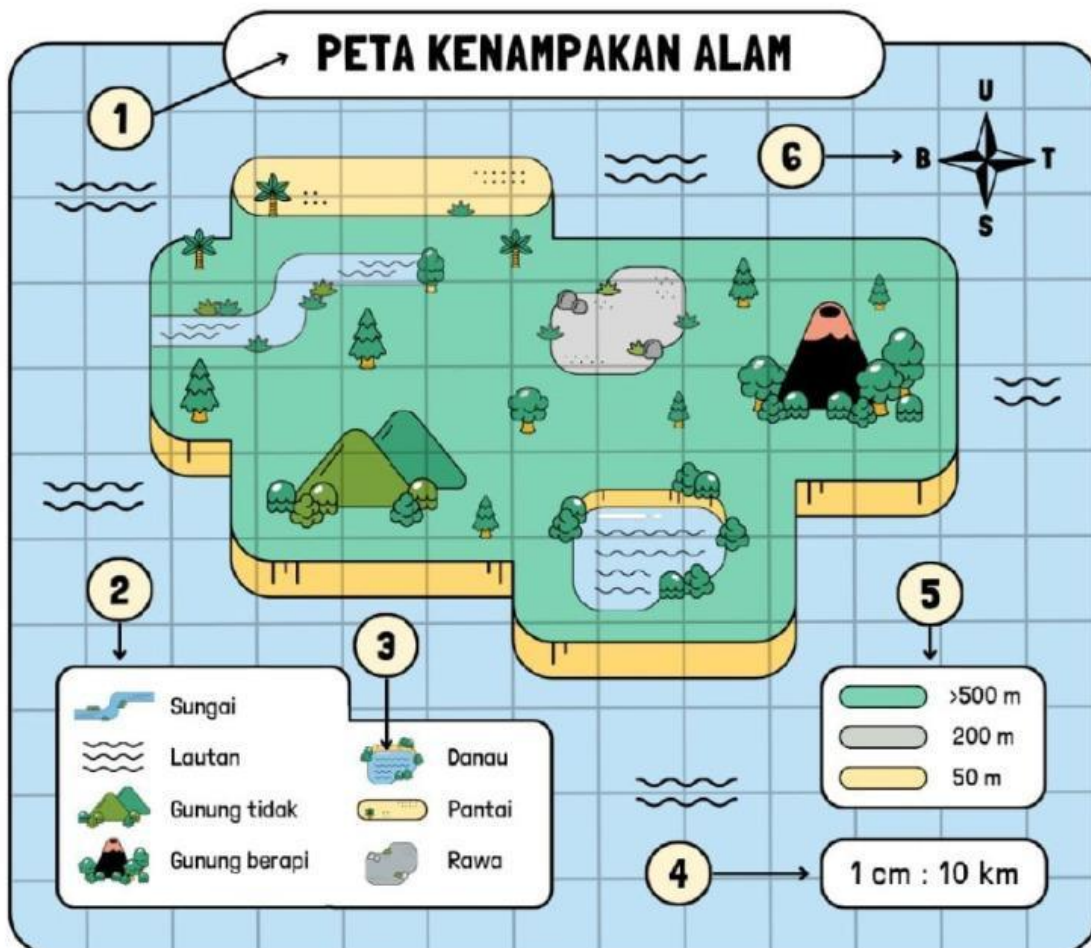 PETA KENAMPAKAN ALAM
1
6
U
B T
S
2
3
5
Sungai
Lautan
Gunung tidak
Gunung berapi
Danau
Pantai
Rawa
>500 m
200 m
50 m
4
1 cm : 10 km